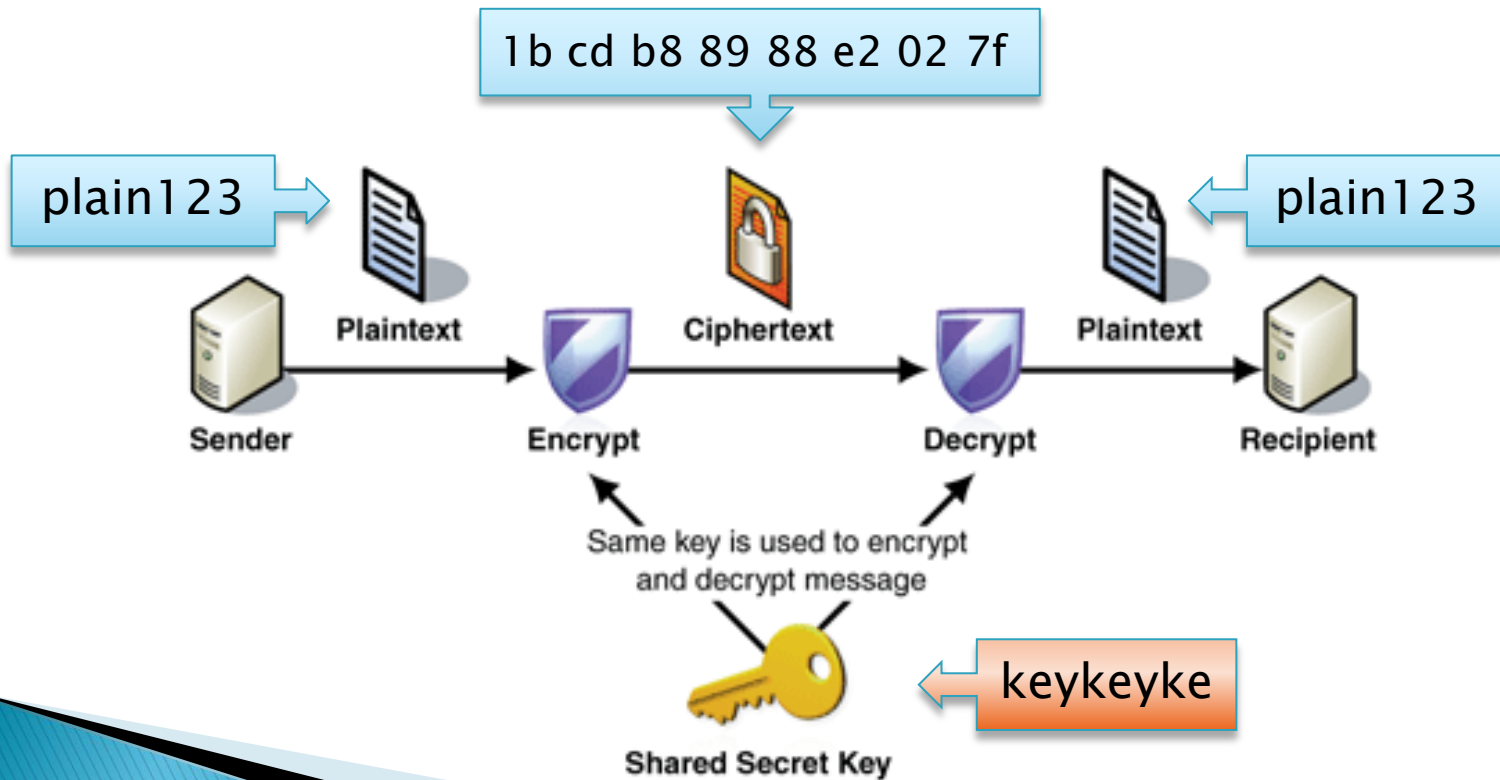 1b cd b8 89 88 e2 02 7f
plain123
plain123
Plaintext
Ciphertext
Plaintext
Sender
Encrypt
Decrypt
Recipient
Same key is used to encrypt
and decrypt message
keykeyke
Shared Secret Key